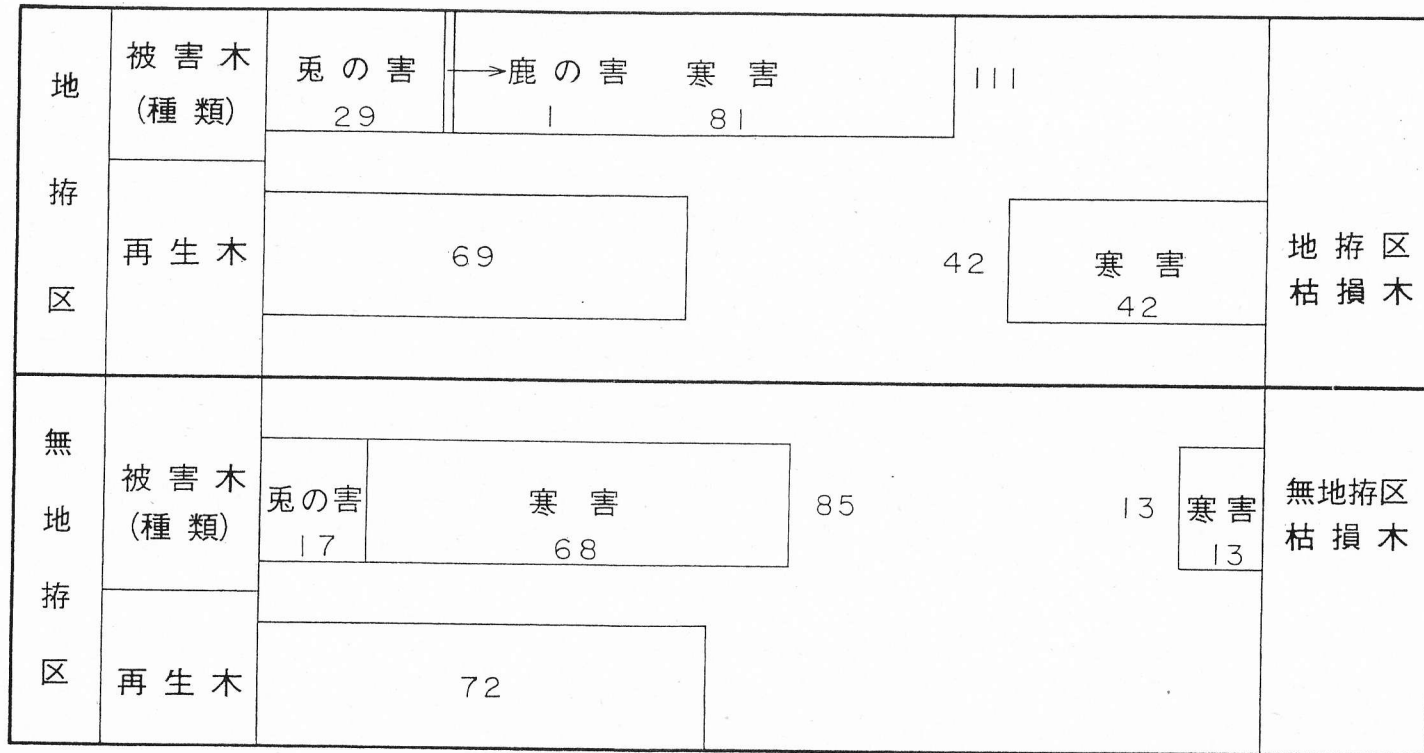 地拵区
被害木
(種類)
兎の害
29
→鹿の害
1
寒害
81
111
再生木
69
42
寒害
42
地拵区
枯損木
無地拵区
被害木
(種類)
兎の害
17
寒害
68
85
13
寒害
13
無地拵区
枯損木
再生木
72